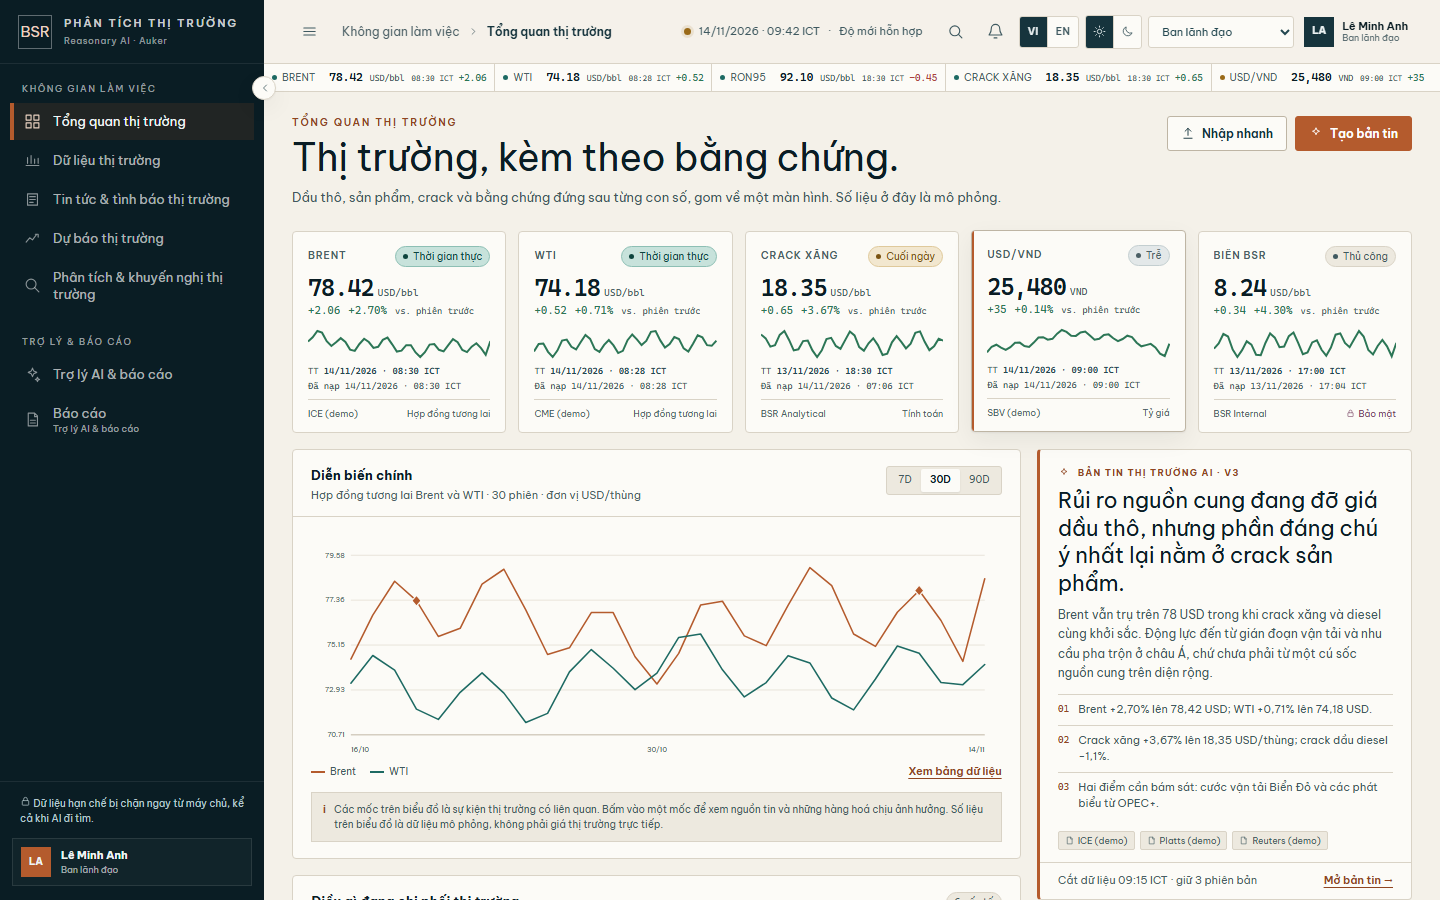 BSR
PHÂN TÍCH THỊ TRƯỜNG
Reasonary AI · Auker
KHÔNG GIAN LÀM VIỆC
Tổng quan thị trường
Dữ liệu thị trường
Tin tức & tình báo thị trường
Dự báo thị trường
Phân tích & khuyến nghị thị
trường
TRỢ LÝ & BÁO CÁO
Trợ lý AI & báo cáo
Báo cáo
Trợ lý AI & báo cáo
Dữ liệu hạn chế bị chặn ngay từ máy chủ, kể
cả khi AI đi tìm.
LA
Lê Minh Anh
Ban lãnh đạo
Không gian làm việc
Tổng quan thị trường
14/11/2026 · 09:42 ICT · Độ mới hỗn hợp
VI
EN
Ban lãnh đạo
LA
Lê Minh Anh
Ban lãnh đạo
BRENT 78.42 USD/bbl 08:30 ICT +2.06
WTI 74.18 USD/bbl 08:28 ICT +0.52
RON95 92.10 USD/bbl 18:30 ICT −0.45
CRACK XĂNG 18.35 USD/bbl 18:30 ICT +0.65
USD/VND 25,480 VND 09:00 ICT +35
TỔNG QUAN THỊ TRƯỜNG
Thị trường, kèm theo bằng chứng.
Dầu thô, sản phẩm, crack và bằng chứng đứng sau từng con số, gom về một màn hình. Số liệu ở đây là mô phỏng.
Nhập nhanh
Tạo bản tin
BRENT
Thời gian thực
78.42 USD/bbl
+2.06 +2.70% vs. phiên trước
TT 14/11/2026 · 08:30 ICT
Đã nạp 14/11/2026 · 08:30 ICT
ICE (demo)
Hợp đồng tương lai
WTI
Thời gian thực
74.18 USD/bbl
+0.52 +0.71% vs. phiên trước
TT 14/11/2026 · 08:28 ICT
Đã nạp 14/11/2026 · 08:28 ICT
CME (demo)
Hợp đồng tương lai
CRACK XĂNG
Cuối ngày
18.35 USD/bbl
+0.65 +3.67% vs. phiên trước
TT 13/11/2026 · 18:30 ICT
Đã nạp 14/11/2026 · 07:06 ICT
BSR Analytical
Tính toán
USD/VND
Trễ
25,480 VND
+35 +0.14% vs. phiên trước
TT 14/11/2026 · 09:00 ICT
Đã nạp 14/11/2026 · 09:00 ICT
SBV (demo)
Tỷ giá
BIÊN BSR
Thủ công
8.24 USD/bbl
+0.34 +4.30% vs. phiên trước
TT 13/11/2026 · 17:00 ICT
Đã nạp 13/11/2026 · 17:04 ICT
BSR Internal
Bảo mật
Diễn biến chính
Hợp đồng tương lai Brent và WTI · 30 phiên · đơn vị USD/thùng
7D
30D
90D
79.58
77.36
75.15
72.93
70.71
16/10
30/10
14/11
Brent
WTI
Xem bảng dữ liệu
i Các mốc trên biểu đồ là sự kiện thị trường có liên quan. Bấm vào một mốc để xem nguồn tin và những hàng hoá chịu ảnh hưởng. Số liệu
trên biểu đồ là dữ liệu mô phỏng, không phải giá thị trường trực tiếp.
BẢN TIN THỊ TRƯỜNG AI · V3
Rủi ro nguồn cung đang đỡ giá
dầu thô, nhưng phần đáng chú
ý nhất lại nằm ở crack sản
phẩm.
Brent vẫn trụ trên 78 USD trong khi crack xăng và diesel
cùng khởi sắc. Động lực đến từ gián đoạn vận tải và nhu
cầu pha trộn ở châu Á, chứ chưa phải từ một cú sốc
nguồn cung trên diện rộng.
01 Brent +2,70% lên 78,42 USD; WTI +0,71% lên 74,18 USD.
02 Crack xăng +3,67% lên 18,35 USD/thùng; crack dầu diesel
−1,1%.
03 Hai điểm cần bám sát: cước vận tải Biển Đỏ và các phát
biểu từ OPEC+.
ICE (demo)
Platts (demo)
Reuters (demo)
Cắt dữ liệu 09:15 ICT · giữ 3 phiên bản
Mở bản tin →
Điều gì đang chi phối thị trường